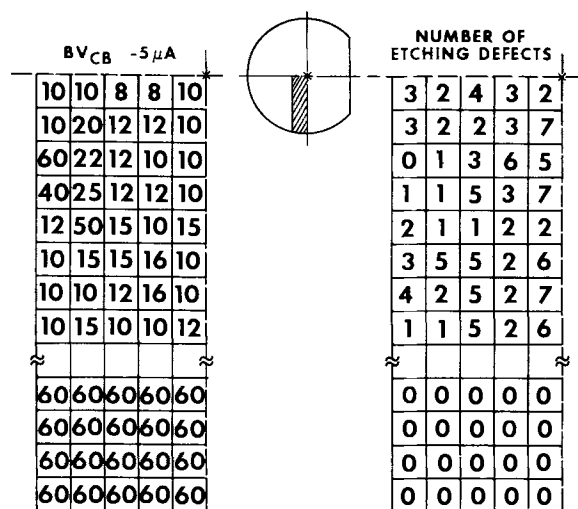 BVCB -5μA
10 10 8 8 10
10 20 12 12 10
60 22 12 10 10
40 25 12 12 10
12 50 15 10 15
10 15 15 16 10
10 10 12 16 10
10 15 10 10 12
60 60 60 60 60
60 60 60 60 60
60 60 60 60 60
60 60 60 60 60
NUMBER OF
ETCHING DEFECTS
3 2 4 3 2
3 2 2 3 7
0 1 3 6 5
1 1 5 3 7
2 1 1 2 2
3 5 5 2 6
4 2 5 2 7
1 1 5 2 6
0 0 0 0 0
0 0 0 0 0
0 0 0 0 0
0 0 0 0 0